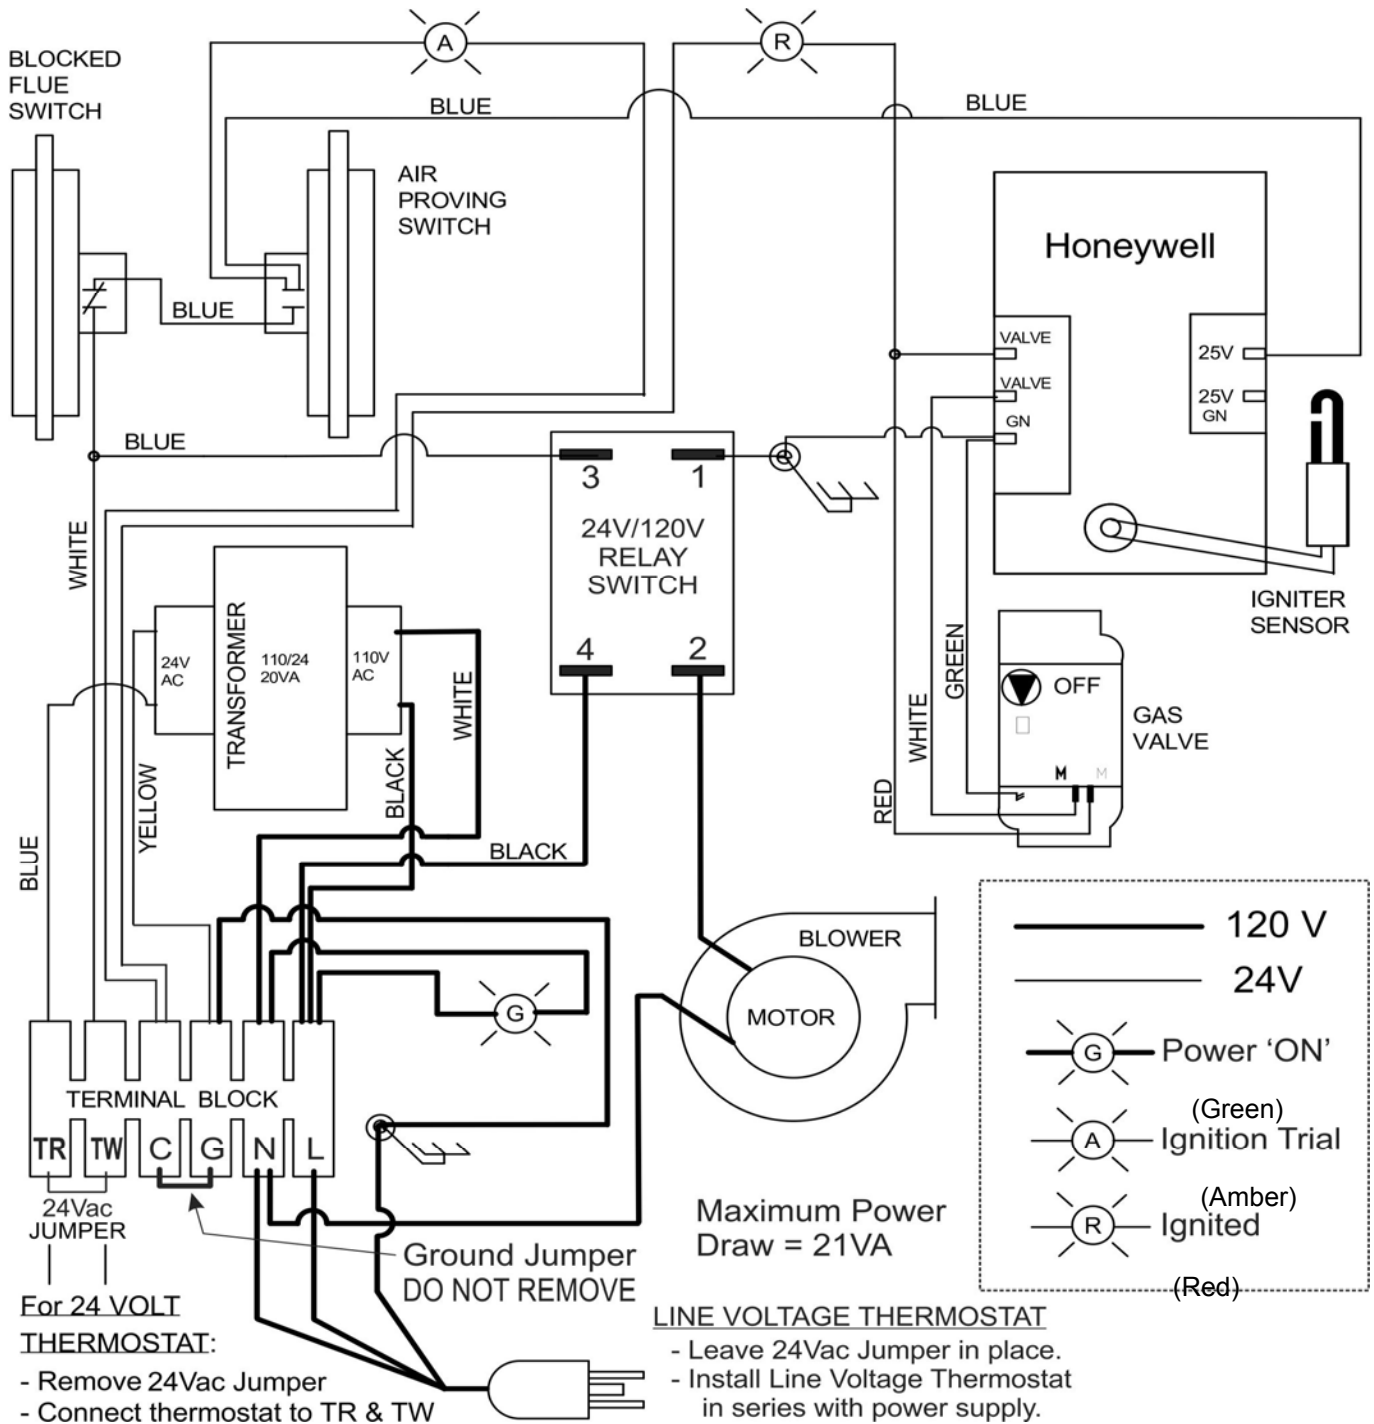 A
R
BLOCKED
FLUE
SWITCH
BLUE
BLUE
AIR
PROVING
SWITCH
Honeywell
BLUE
VALVE
25V
VALVE
25V
GN
GN
BLUE
3
1
24V/120V
RELAY
SWITCH
4
2
WHITE
IGNITER
SENSOR
TRANSFORMER
24V
AC
110/24
20VA
110V
AC
WHITE
GREEN
OFF
GAS
VALVE
WHITE
M
M
BLACK
YELLOW
RED
BLUE
BLACK
BLOWER
MOTOR
G
120 V
24V
G
Power ‘ON’
(Green)
A
Ignition Trial
(Amber)
R
Ignited
(Red)
TERMINAL BLOCK
TR TW C G N L
24Vac
JUMPER
Ground Jumper
DO NOT REMOVE
Maximum Power
Draw = 21VA
For 24 VOLT
THERMOSTAT:
- Remove 24Vac Jumper
- Connect thermostat to TR & TW
LINE VOLTAGE THERMOSTAT
- Leave 24Vac Jumper in place.
- Install Line Voltage Thermostat
in series with power supply.